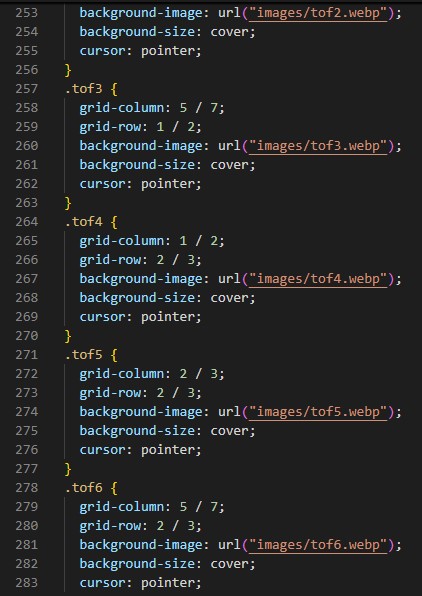 253 background-image: url("images/tof2.webp");
254 background-size: cover;
255 cursor: pointer;
256 }
257 .tof3 {
258 grid-column: 5 / 7;
259 grid-row: 1 / 2;
260 background-image: url("images/tof3.webp");
261 background-size: cover;
262 cursor: pointer;
263 }
264 .tof4 {
265 grid-column: 1 / 2;
266 grid-row: 2 / 3;
267 background-image: url("images/tof4.webp");
268 background-size: cover;
269 cursor: pointer;
270 }
271 .tof5 {
272 grid-column: 2 / 3;
273 grid-row: 2 / 3;
274 background-image: url("images/tof5.webp");
275 background-size: cover;
276 cursor: pointer;
277 }
278 .tof6 {
279 grid-column: 5 / 7;
280 grid-row: 2 / 3;
281 background-image: url("images/tof6.webp");
282 background-size: cover;
283 cursor: pointer;